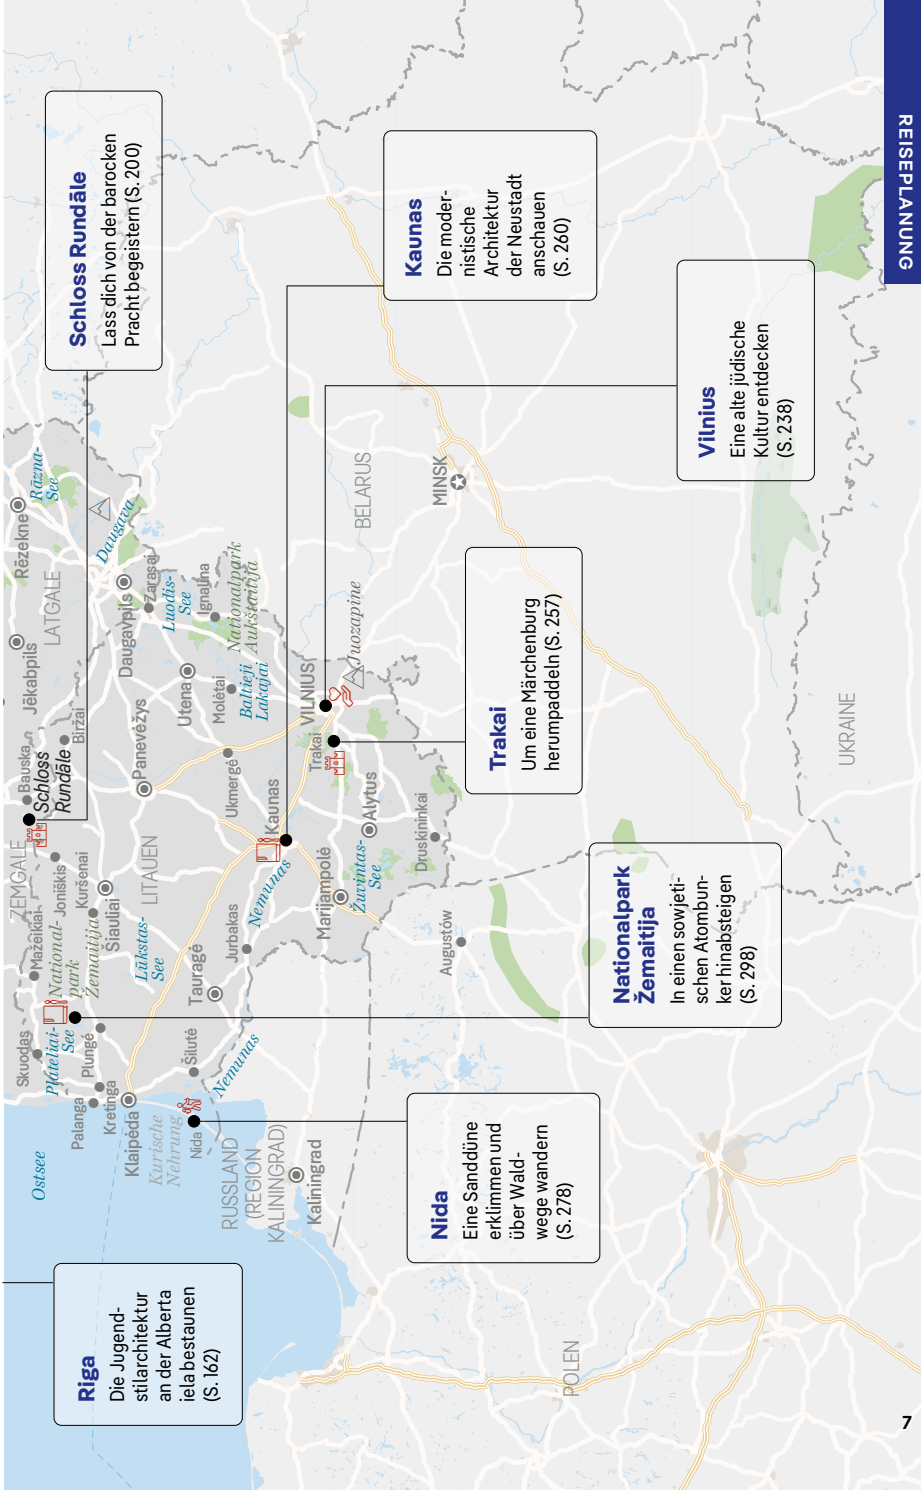 REISEPLANUNG
Schloss Rundāle
Lass dich von der barocken
Pracht begeistern (S. 200)
Kaunas
Die moder-
nistische
Architektur
der Neustadt
anschauen
(S. 260)
Vilnius
Eine alte jüdische
Kultur entdecken
(S. 238)
Trakai
Um eine Märchenburg
herumpaddeln (S. 257)
Nationalpark
Žemaitija
In einen sowjeti-
schen Atombun-
ker hinabsteigen
(S. 298)
Nida
Eine Sanddüne
erklimmen und
über Wald-
wege wandern
(S. 278)
Riga
Die Jugend-
stilarchitektur
an der Alberta
iela bestaunen
(S. 162)
Rāzna-
See
Rēzekne
Daugava
LATGALE
Jēkabpils
Daugavpils
Zarasai
Luodis-
See
Ignalina
Nationalpark
Aukštaitija
Utena
Molėtai
Baltieji
Lakajai
BELARUS
MINSK
Juozapine
VILNIUS
Trakai
Bauska
Schloss
Rundāle
Biržai
Panevėžys
Ukmergė
Kaunas
Alytus
Druskininkai
ZEMGALE
Joniškis
Kuršėnai
Šiauliai
LITAUEN
Mažeikiai
National-
park
Žemaitija
Lūkstas-
See
Tauragė
Jurbakas
Nemunas
Marijampolė
Žuvintas-
See
Augustów
Skuodas
Plateliai-
See
Plungė
Palanga
Kretinga
Klaipėda
Šilutė
Nemunas
Ostsee
Kurische
Nehrung
Nida
RUSSLAND
(REGION
KALININGRAD)
Kaliningrad
POLEN
UKRAINE
7